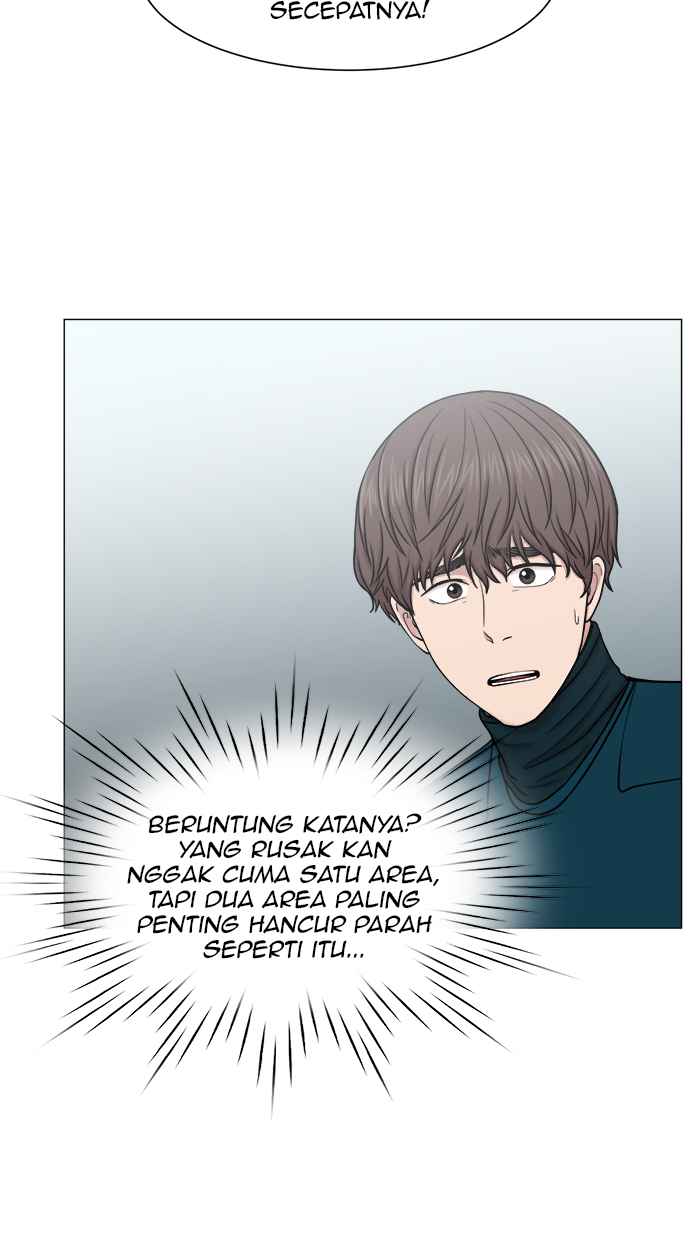 SECEPATNYA!
BERUNTUNG KATANYA?
YANG RUSAK KAN
NGGAK CUMA SATU AREA,
TAPI DUA AREA PALING
PENTING HANCUR PARAH
SEPERTI ITU...